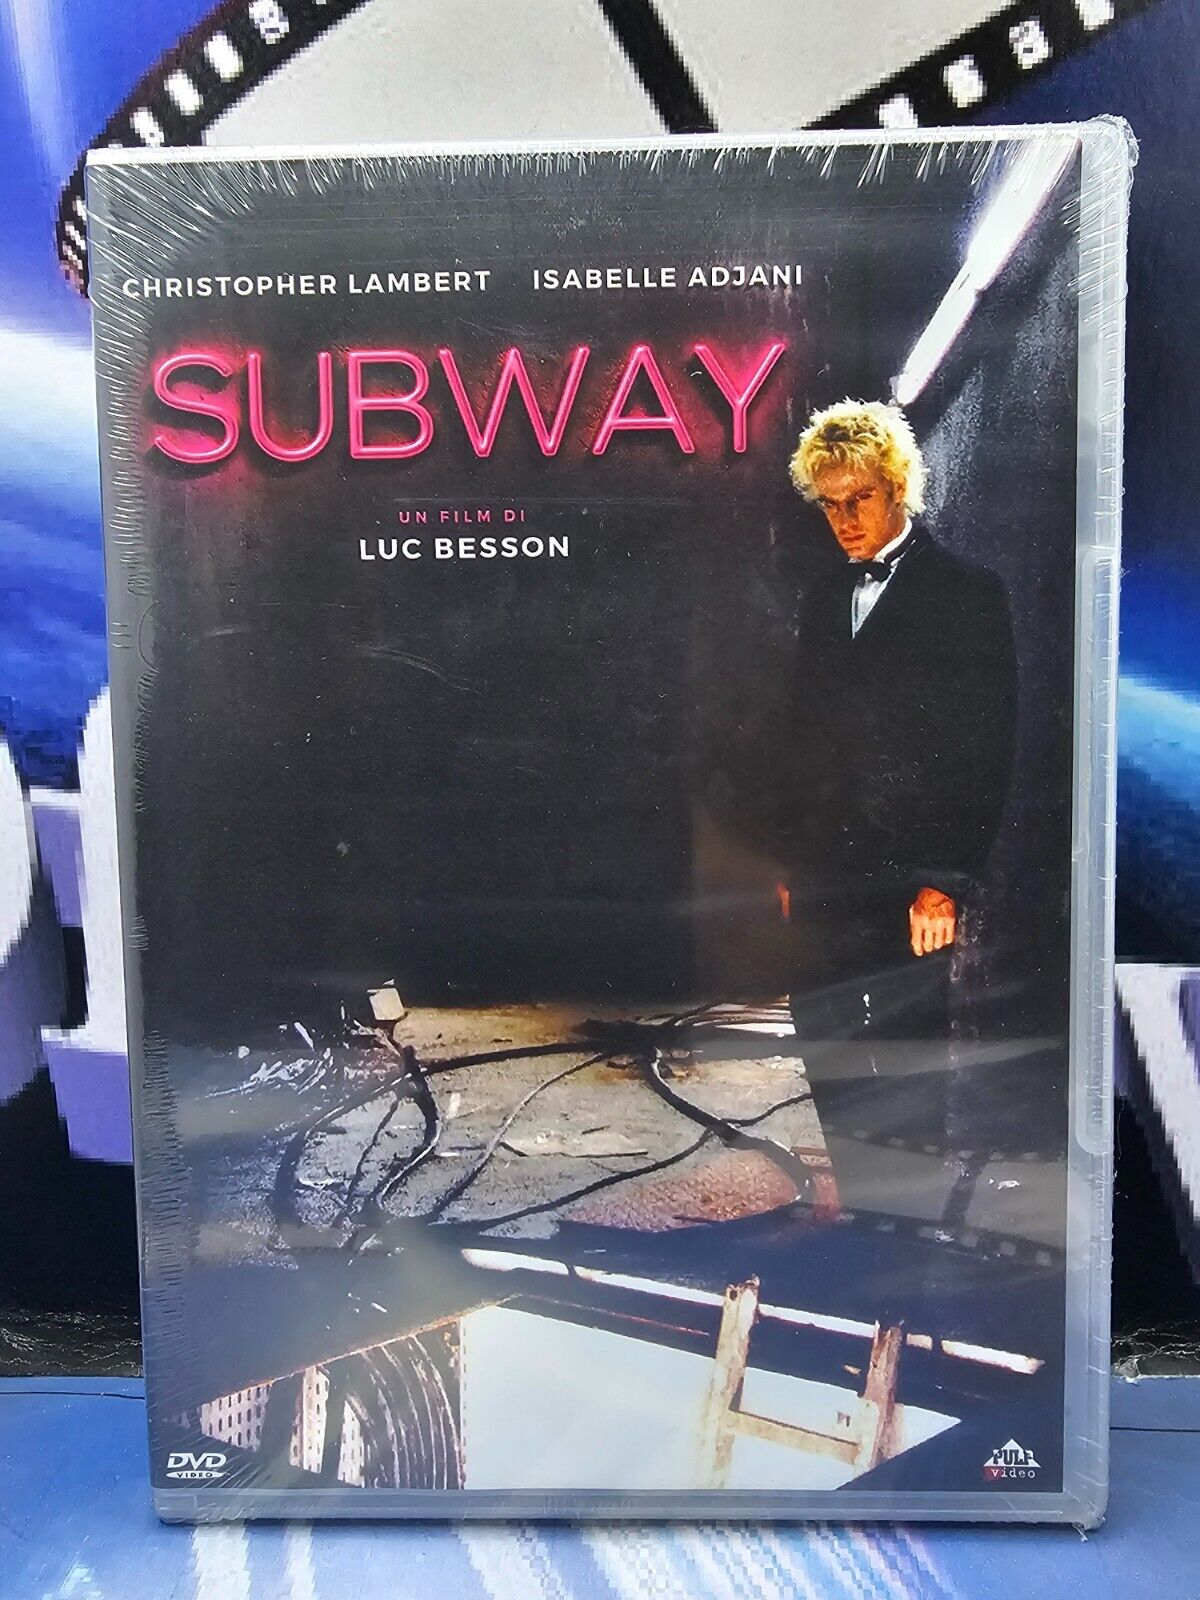 CHRISTOPHER LAMBERT ISABELLE ADJANI
SUBWAY
UN FILM DI
LUC BESSON
DVD
VIDEO
PULP
video